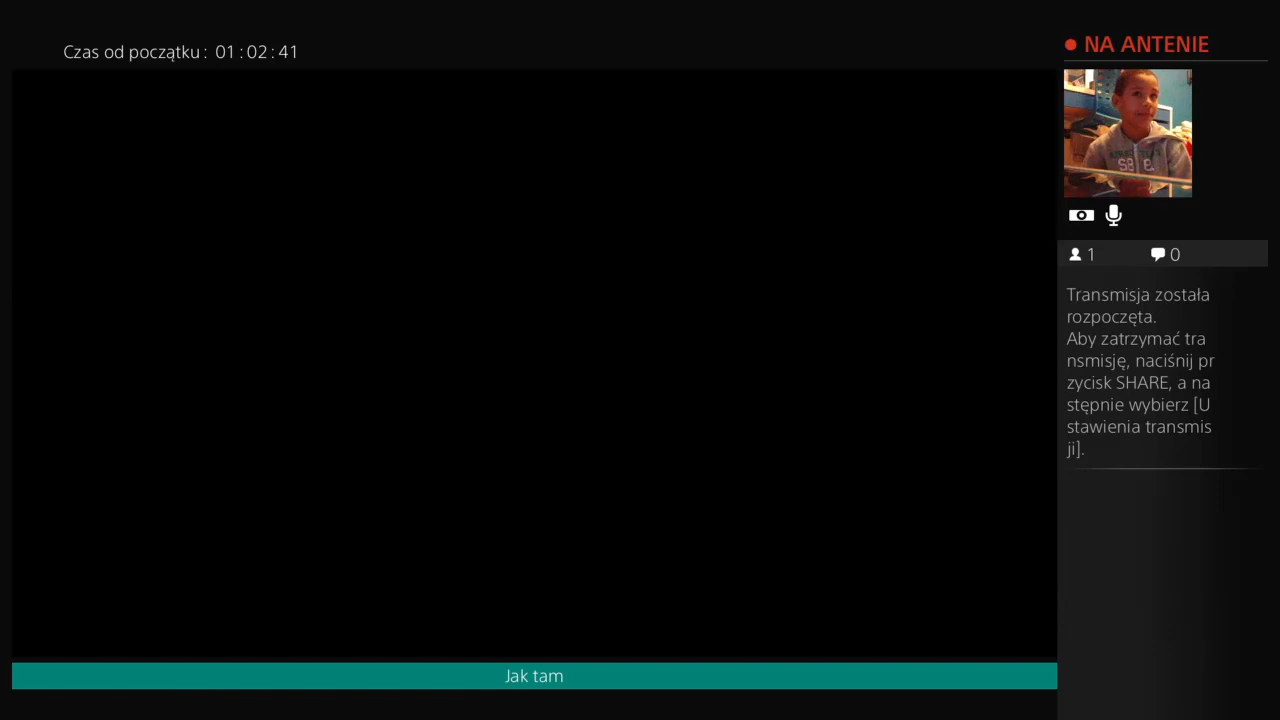 Czas od początku : 01 : 02 : 41
NA ANTENIE
1 0
Transmisja została
rozpoczęta.
Aby zatrzymać tra
nsmisję, naciśnij pr
zycisk SHARE, a na
stępnie wybierz [U
stawienia transmis
ji].
Jak tam